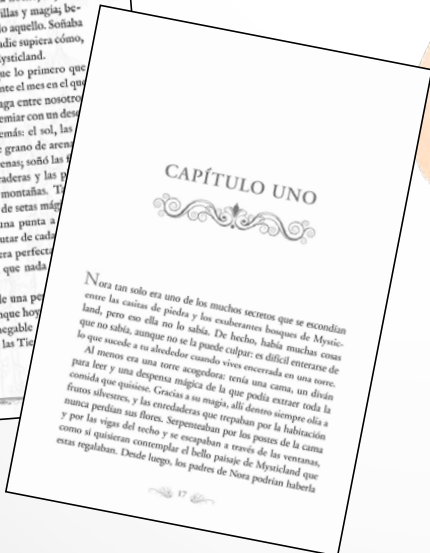 illas y magia; be-
lo aquello. Soñaba
adie supiera cómo,
ysticland.
ue lo primero que
nte el mes en el que
aga entre nosotro
emiar con un dese
emás: el sol, las
grano de arena
enas; soñó las
raderas y las p
montañas. T
de setas mág
una punta a
utar de cada
era perfecta
que nada
le una pe
nque hoy
negable
las Tie
CAPÍTULO UNO
Nora tan solo era uno de los muchos secretos que se escondían
entre las casitas de piedra y los exuberantes bosques de Mystic-
land, pero eso ella no lo sabía. De hecho, había muchas cosas
que no sabía, aunque no se la puede culpar: es difícil enterarse de
lo que sucede a tu alrededor cuando vives encerrada en una torre.
Al menos era una torre acogedora: tenía una cama, un diván
para leer y una despensa mágica de la que podía extraer toda la
comida que quisiese. Gracias a su magia, allí dentro siempre olía a
frutos silvestres, y las enredaderas que trepaban por la habitación
nunca perdían sus flores. Serpenteaban por los postes de la cama
y por las vigas del techo y se escapaban a través de las ventanas,
como si quisieran contemplar el bello paisaje de Mysticland que
estas regalaban. Desde luego, los padres de Nora podrían haberla
17